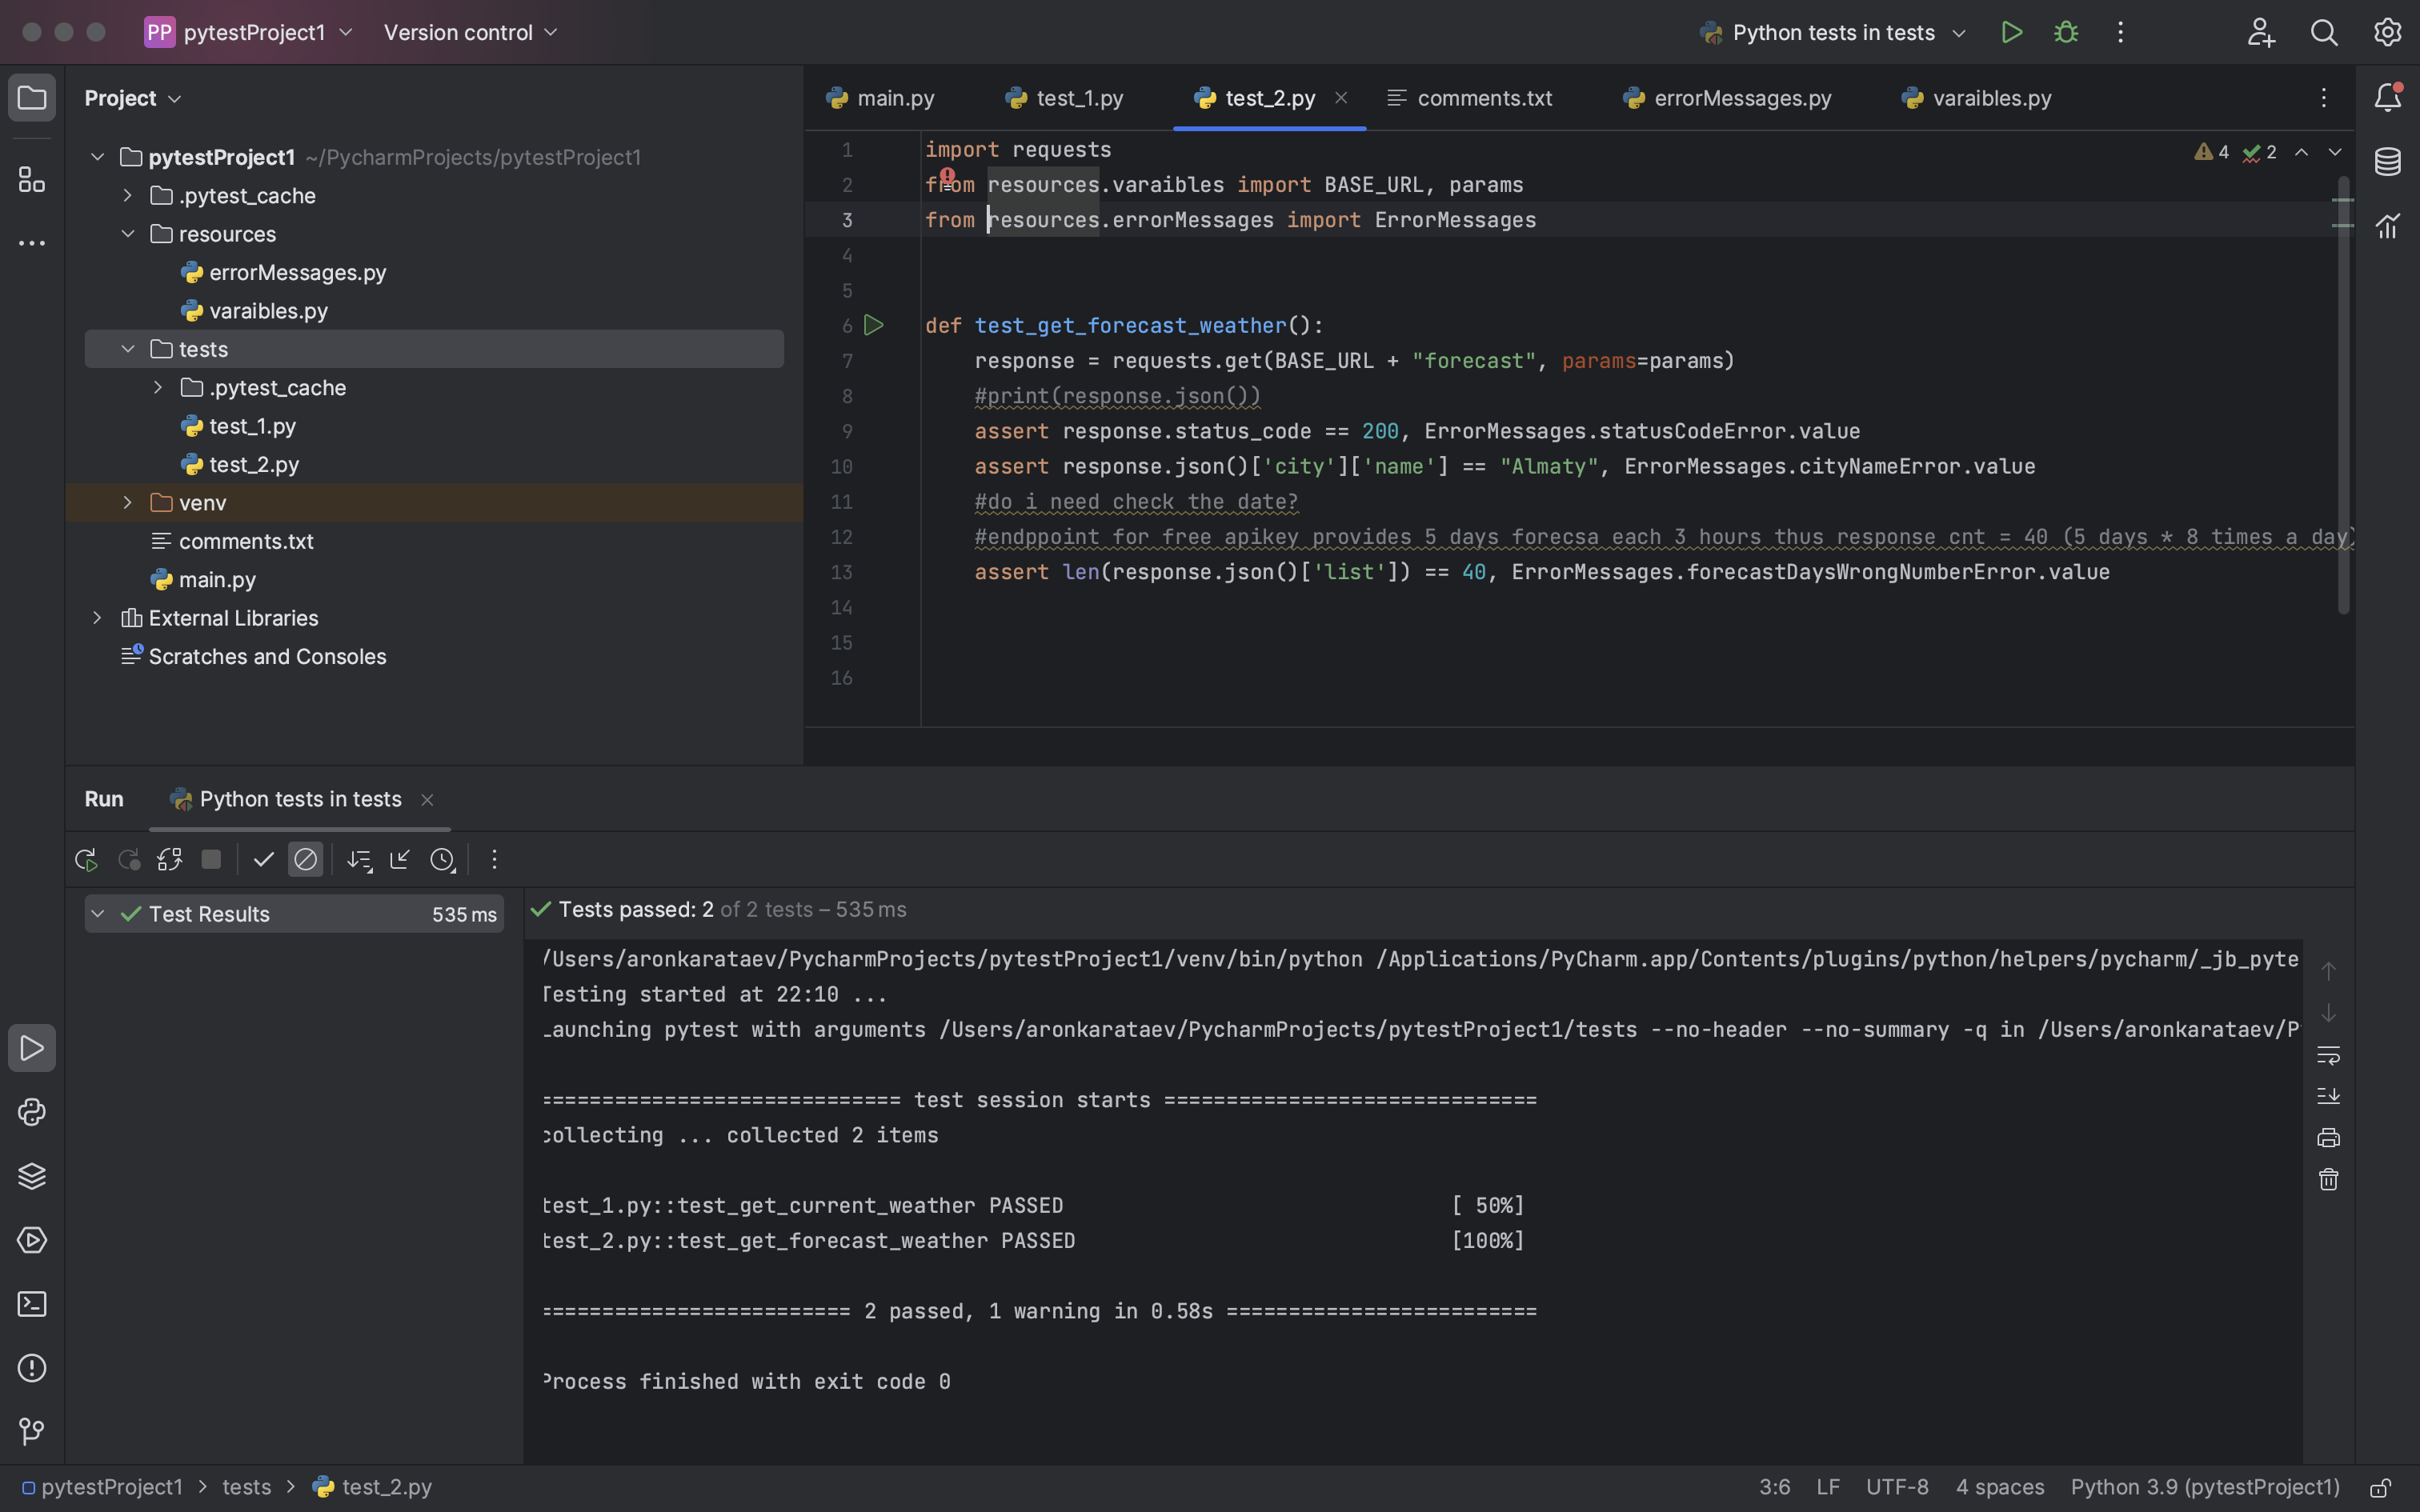 PP pytestProject1 Version control Python tests in tests
Project
pytestProject1 ~/PycharmProjects/pytestProject1
.pytest_cache
resources
errorMessages.py
varaibles.py
tests
.pytest_cache
test_1.py
test_2.py
venv
comments.txt
main.py
External Libraries
Scratches and Consoles
main.py test_1.py test_2.py comments.txt errorMessages.py varaibles.py
4 2
1 import requests
2 from resources.varaibles import BASE_URL, params
3 from resources.errorMessages import ErrorMessages
4
5
6 def test_get_forecast_weather():
7 response = requests.get(BASE_URL + "forecast", params=params)
8 #print(response.json())
9 assert response.status_code == 200, ErrorMessages.statusCodeError.value
10 assert response.json()['city']['name'] == "Almaty", ErrorMessages.cityNameError.value
11 #do i need check the date?
12 #endppoint for free apikey provides 5 days forecsa each 3 hours thus response cnt = 40 (5 days * 8 times a day)
13 assert len(response.json()['list']) == 40, ErrorMessages.forecastDaysWrongNumberError.value
14
15
16
Run Python tests in tests
Test Results 535 ms
Tests passed: 2 of 2 tests – 535 ms
/Users/aronkarataev/PycharmProjects/pytestProject1/venv/bin/python /Applications/PyCharm.app/Contents/plugins/python/helpers/pycharm/_jb_pyte
Testing started at 22:10 ...
Launching pytest with arguments /Users/aronkarataev/PycharmProjects/pytestProject1/tests --no-header --no-summary -q in /Users/aronkarataev/P
============================= test session starts ==============================
collecting ... collected 2 items
test_1.py::test_get_current_weather PASSED [ 50%]
test_2.py::test_get_forecast_weather PASSED [100%]
========================= 2 passed, 1 warning in 0.58s =========================
Process finished with exit code 0
pytestProject1 > tests > test_2.py 3:6 LF UTF-8 4 spaces Python 3.9 (pytestProject1)